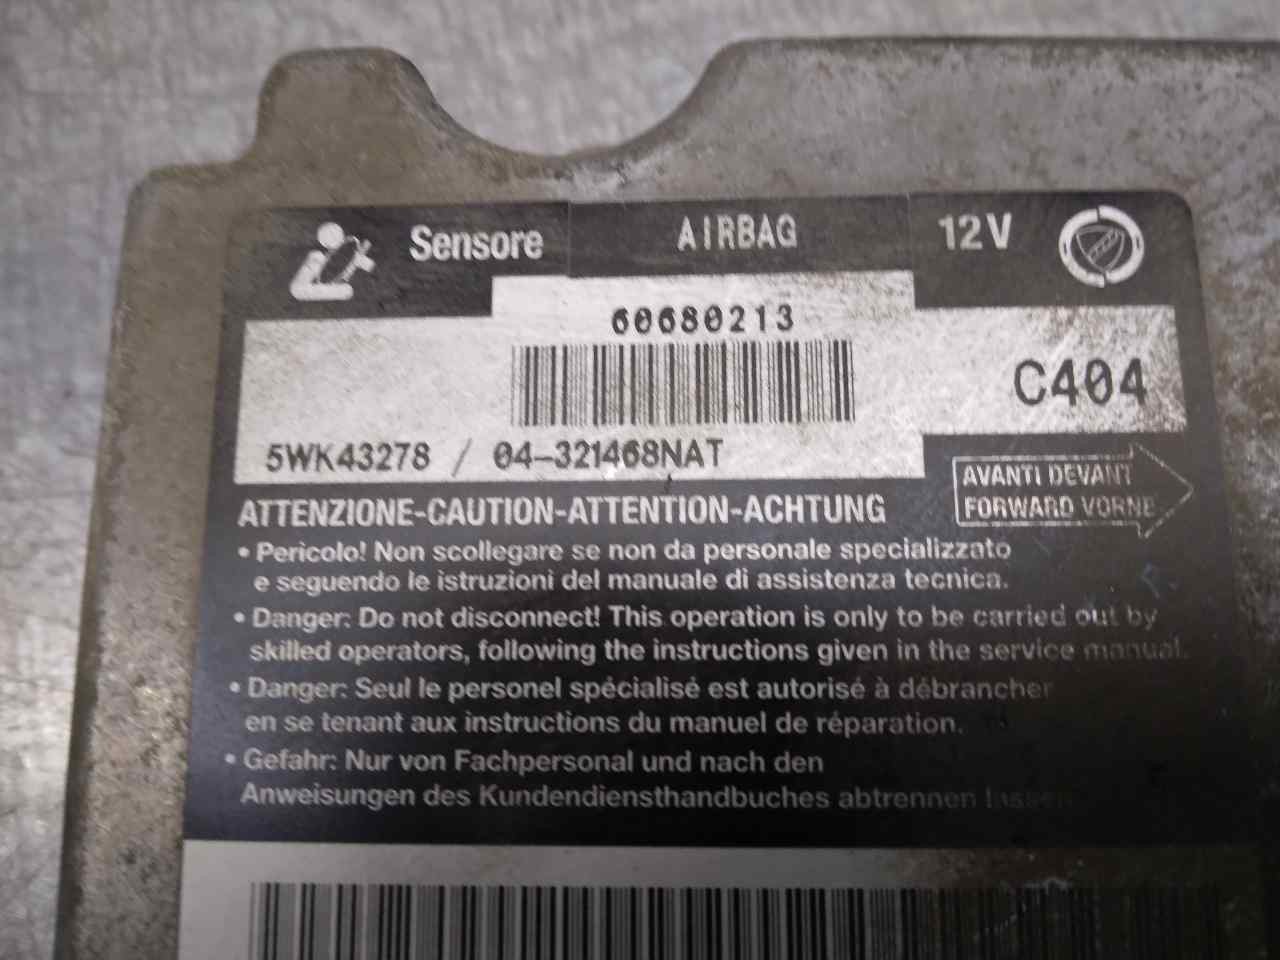 Sensore AIRBAG 12V
60680213
C404
5WK43278 / 04-321468NAT
AVANTI DEVANT
FORWARD VORNE
ATTENZIONE-CAUTION-ATTENTION-ACHTUNG
• Pericolo! Non scollegare se non da personale specializzato
e seguendo le istruzioni del manuale di assistenza tecnica.
• Danger: Do not disconnect! This operation is only to be carried out by
skilled operators, following the instructions given in the service manual.
• Danger: Seul le personel spécialisé est autorisé à débrancher
en se tenant aux instructions du manuel de réparation.
• Gefahr: Nur von Fachpersonal und nach den
Anweisungen des Kundendiensthandbuches abtrennen lassen